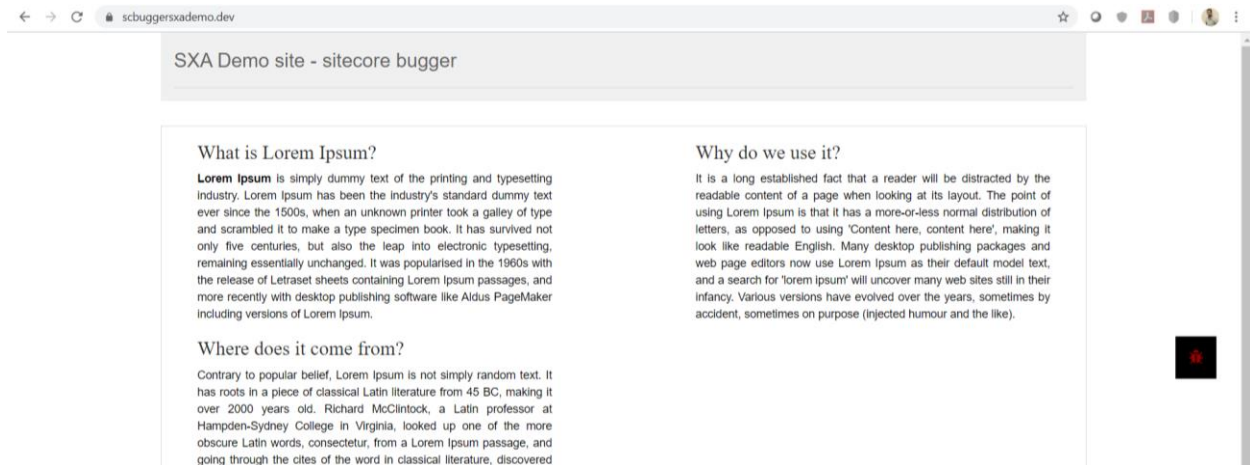 scbuggersxademo.dev
SXA Demo site - sitecore bugger
What is Lorem Ipsum?
Lorem Ipsum is simply dummy text of the printing and typesetting
industry. Lorem Ipsum has been the industry's standard dummy text
ever since the 1500s, when an unknown printer took a galley of type
and scrambled it to make a type specimen book. It has survived not
only five centuries, but also the leap into electronic typesetting,
remaining essentially unchanged. It was popularised in the 1960s with
the release of Letraset sheets containing Lorem Ipsum passages, and
more recently with desktop publishing software like Aldus PageMaker
including versions of Lorem Ipsum.
Where does it come from?
Contrary to popular belief, Lorem Ipsum is not simply random text. It
has roots in a piece of classical Latin literature from 45 BC, making it
over 2000 years old. Richard McClintock, a Latin professor at
Hampden-Sydney College in Virginia, looked up one of the more
obscure Latin words, consectetur, from a Lorem Ipsum passage, and
going through the cites of the word in classical literature, discovered
Why do we use it?
It is a long established fact that a reader will be distracted by the
readable content of a page when looking at its layout. The point of
using Lorem Ipsum is that it has a more-or-less normal distribution of
letters, as opposed to using 'Content here, content here', making it
look like readable English. Many desktop publishing packages and
web page editors now use Lorem Ipsum as their default model text,
and a search for 'lorem ipsum' will uncover many web sites still in their
infancy. Various versions have evolved over the years, sometimes by
accident, sometimes on purpose (injected humour and the like).